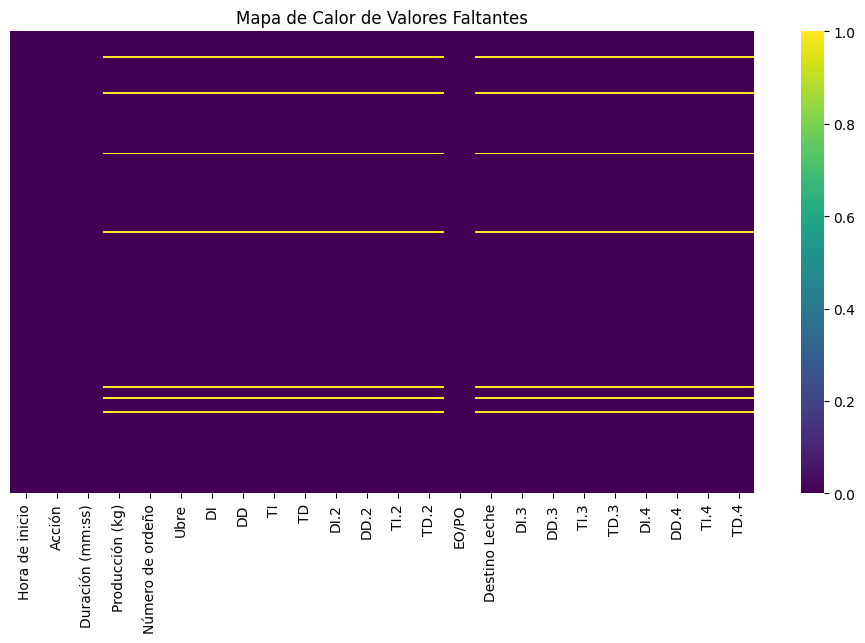 Mapa de Calor de Valores Faltantes
1.0
0.8
0.6
0.4
0.2
0.0
Hora de inicio
Acción
Duración (mm:ss)
Producción (kg)
Número de ordeño
Ubre
DI
DD
TI
TD
DI.2
DD.2
TI.2
TD.2
EO/PO
Destino Leche
DI.3
DD.3
TI.3
TD.3
DI.4
DD.4
TI.4
TD.4